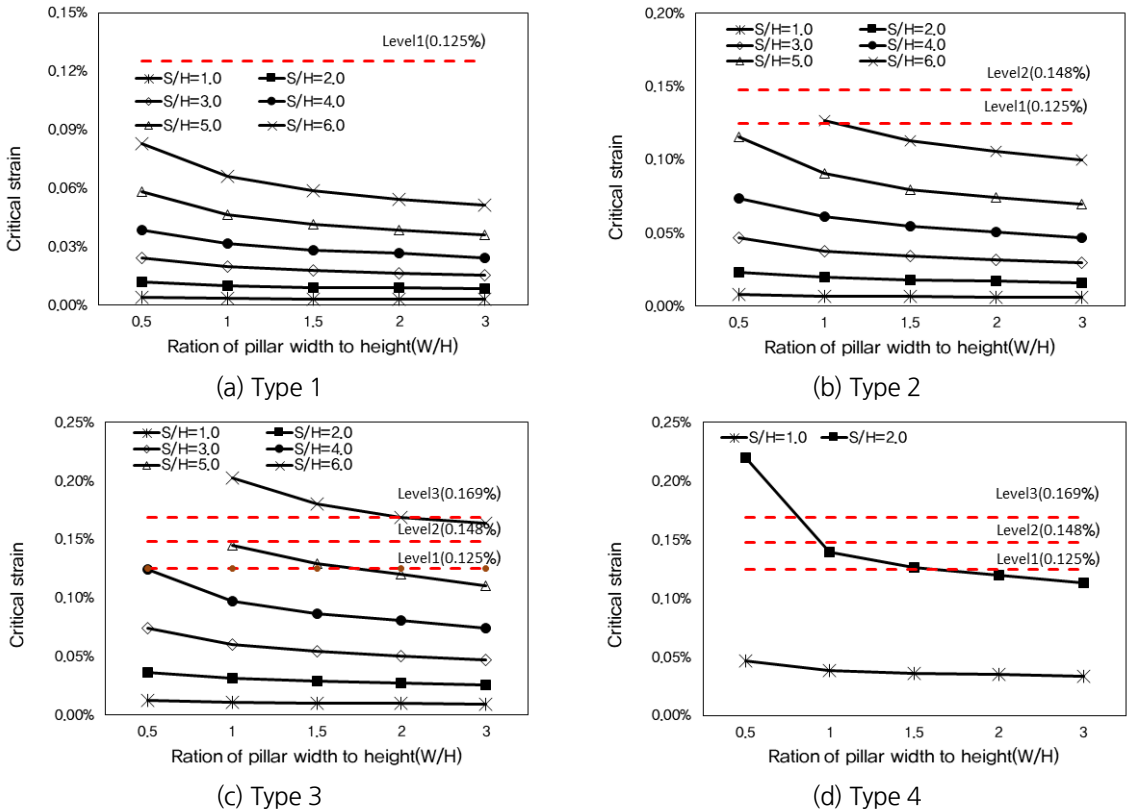 0.15%
0.12%
0.09%
0.06%
0.03%
0.00%
Critical strain
Level1(0.125%)
S/H=1.0 S/H=2.0
S/H=3.0 S/H=4.0
S/H=5.0 S/H=6.0
0.5 1 1.5 2 3
Ration of pillar width to height(W/H)
(a) Type 1
0.20%
0.15%
0.10%
0.05%
0.00%
Critical strain
S/H=1.0 S/H=2.0
S/H=3.0 S/H=4.0
S/H=5.0 S/H=6.0
Level2(0.148%)
Level1(0.125%)
0.5 1 1.5 2 3
Ration of pillar width to height(W/H)
(b) Type 2
0.25%
0.20%
0.15%
0.10%
0.05%
0.00%
Critical strain
S/H=1.0 S/H=2.0
S/H=3.0 S/H=4.0
S/H=5.0 S/H=6.0
Level3(0.169%)
Level2(0.148%)
Level1(0.125%)
0.5 1 1.5 2 3
Ration of pillar width to height(W/H)
(c) Type 3
0.25%
0.20%
0.15%
0.10%
0.05%
0.00%
Critical strain
S/H=1.0 S/H=2.0
Level3(0.169%)
Level2(0.148%)
Level1(0.125%)
0.5 1 1.5 2 3
Ration of pillar width to height(W/H)
(d) Type 4